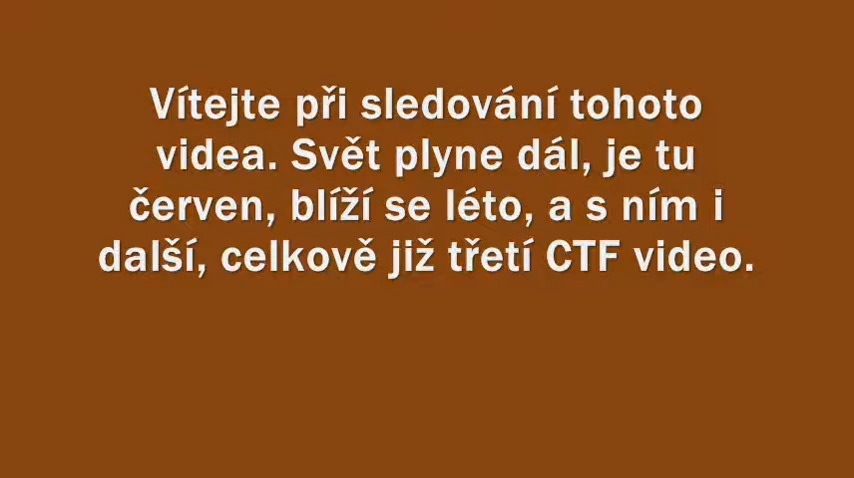 Vítejte při sledování tohoto
videa. Svět plyne dál, je tu
červen, blíží se léto, a s ním i
další, celkově již třetí CTF video.